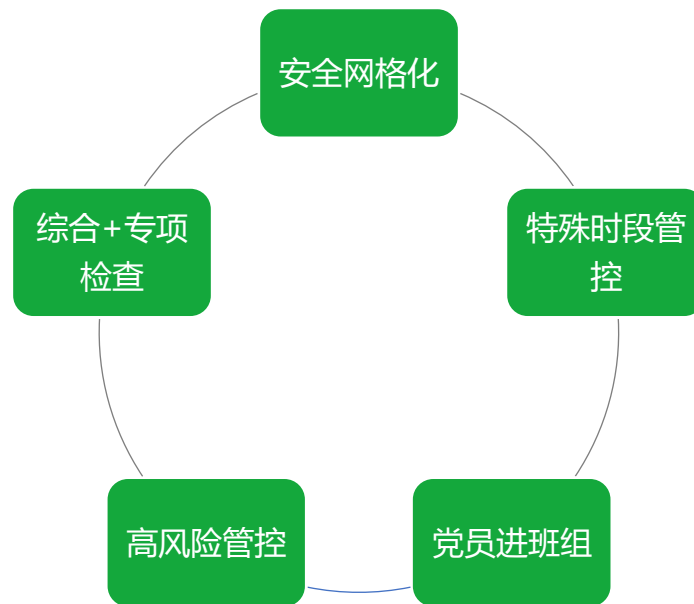 安全网格化
特殊时段管
控
党员进班组
高风险管控
综合+专项
检查